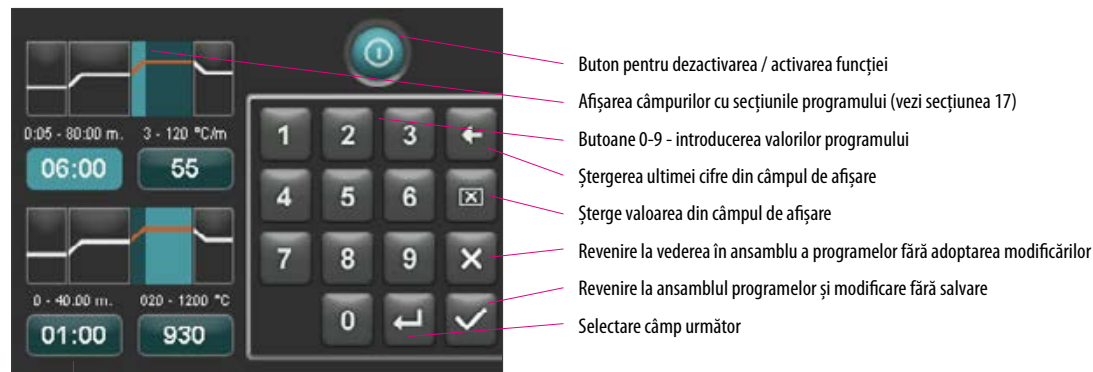 0:05 - 80:00 m.
3 - 120 °C/m
06:00
55
0 - 40.00 m.
020 - 1200 °C
01:00
930
1
2
3
4
5
6
7
8
9
0
Buton pentru dezactivarea / activarea funcției
Afișarea câmpurilor cu secțiunile programului (vezi secțiunea 17)
Butoane 0-9 - introducerea valorilor programului
Ștergerea ultimei cifre din câmpul de afișare
Șterge valoarea din câmpul de afișare
Revenire la vederea în ansamblu a programelor fără adoptarea modificărilor
Revenire la ansamblul programelor și modificare fără salvare
Selectare câmp următor